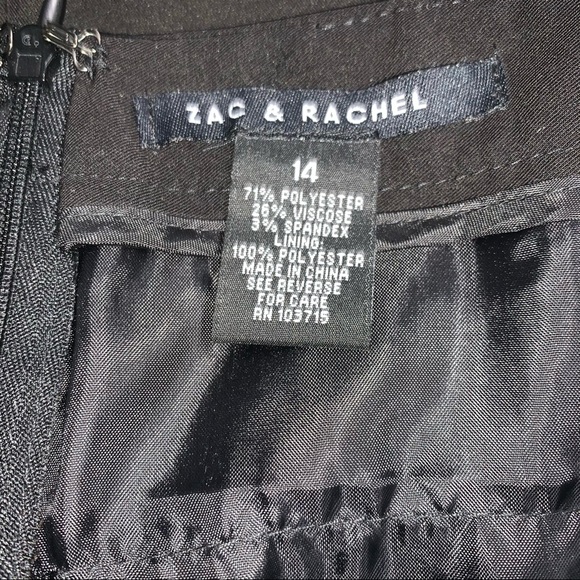 ZAC & RACHEL
14
71% POLYESTER
26% VISCOSE
3% SPANDEX
LINING:
100% POLYESTER
MADE IN CHINA
SEE REVERSE
FOR CARE
RN 103715